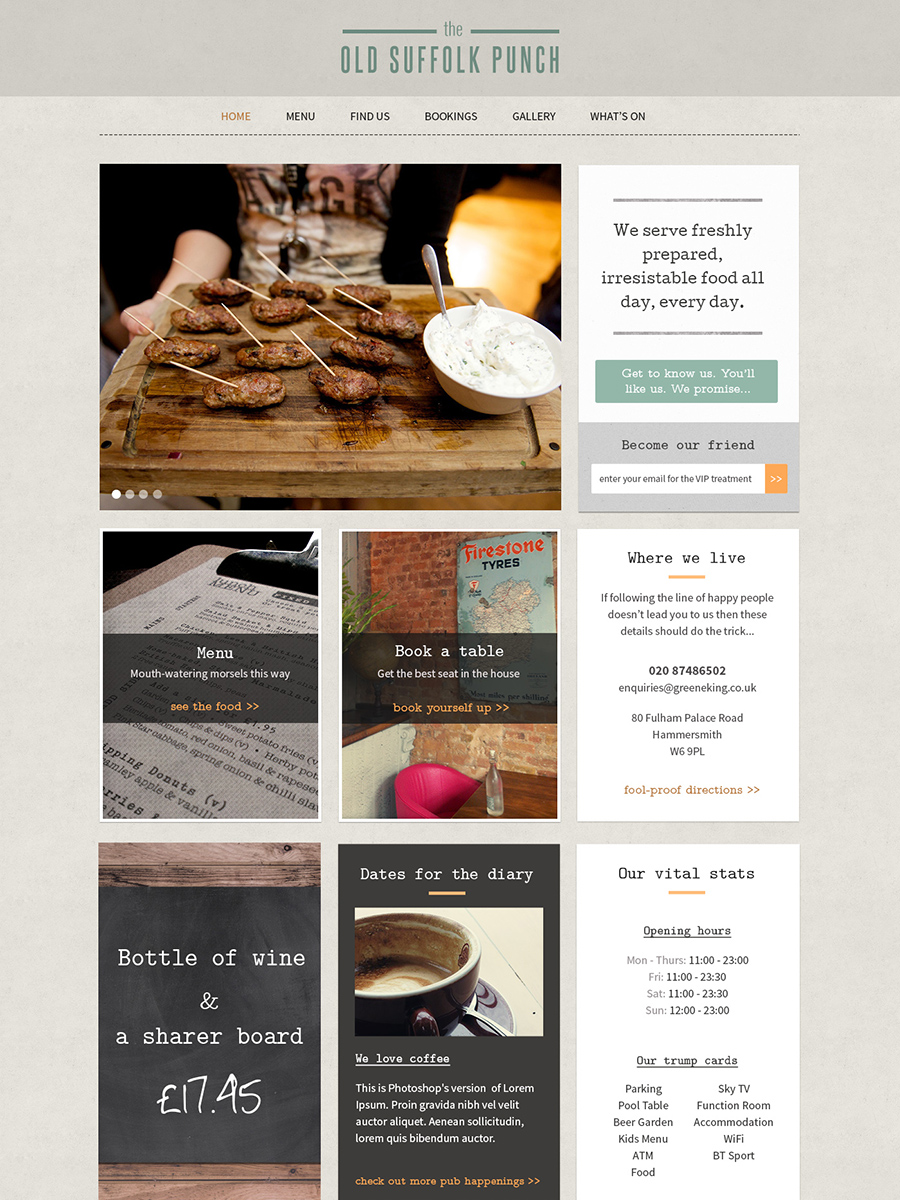 the
OLD SUFFOLK PUNCH
HOME MENU FIND US BOOKINGS GALLERY WHAT'S ON
We serve freshly
prepared,
irresistable food all
day, every day.
Get to know us. You'll
like us. We promise...
Become our friend
enter your email for the VIP treatment >>
Menu
Mouth-watering morsels this way
see the food >>
Donuts (v)
apple & vanilla
Firestone
TYRES
Book a table
Get the best seat in the house
book yourself up >>
Where we live
If following the line of happy people
doesn't lead you to us then these
details should do the trick...
020 87486502
enquiries@greeneking.co.uk
80 Fulham Palace Road
Hammersmith
W6 9PL
fool-proof directions >>
Bottle of wine
&
a sharer board
£17.45
Dates for the diary
We love coffee
This is Photoshop's version of Lorem
Ipsum. Proin gravida nibh vel velit
auctor aliquet. Aenean sollicitudin,
lorem quis bibendum auctor.
check out more pub happenings >>
Our vital stats
Opening hours
Mon - Thurs: 11:00 - 23:00
Fri: 11:00 - 23:30
Sat: 11:00 - 23:30
Sun: 12:00 - 23:00
Our trump cards
Parking Sky TV
Pool Table Function Room
Beer Garden Accommodation
Kids Menu WiFi
ATM BT Sport
Food